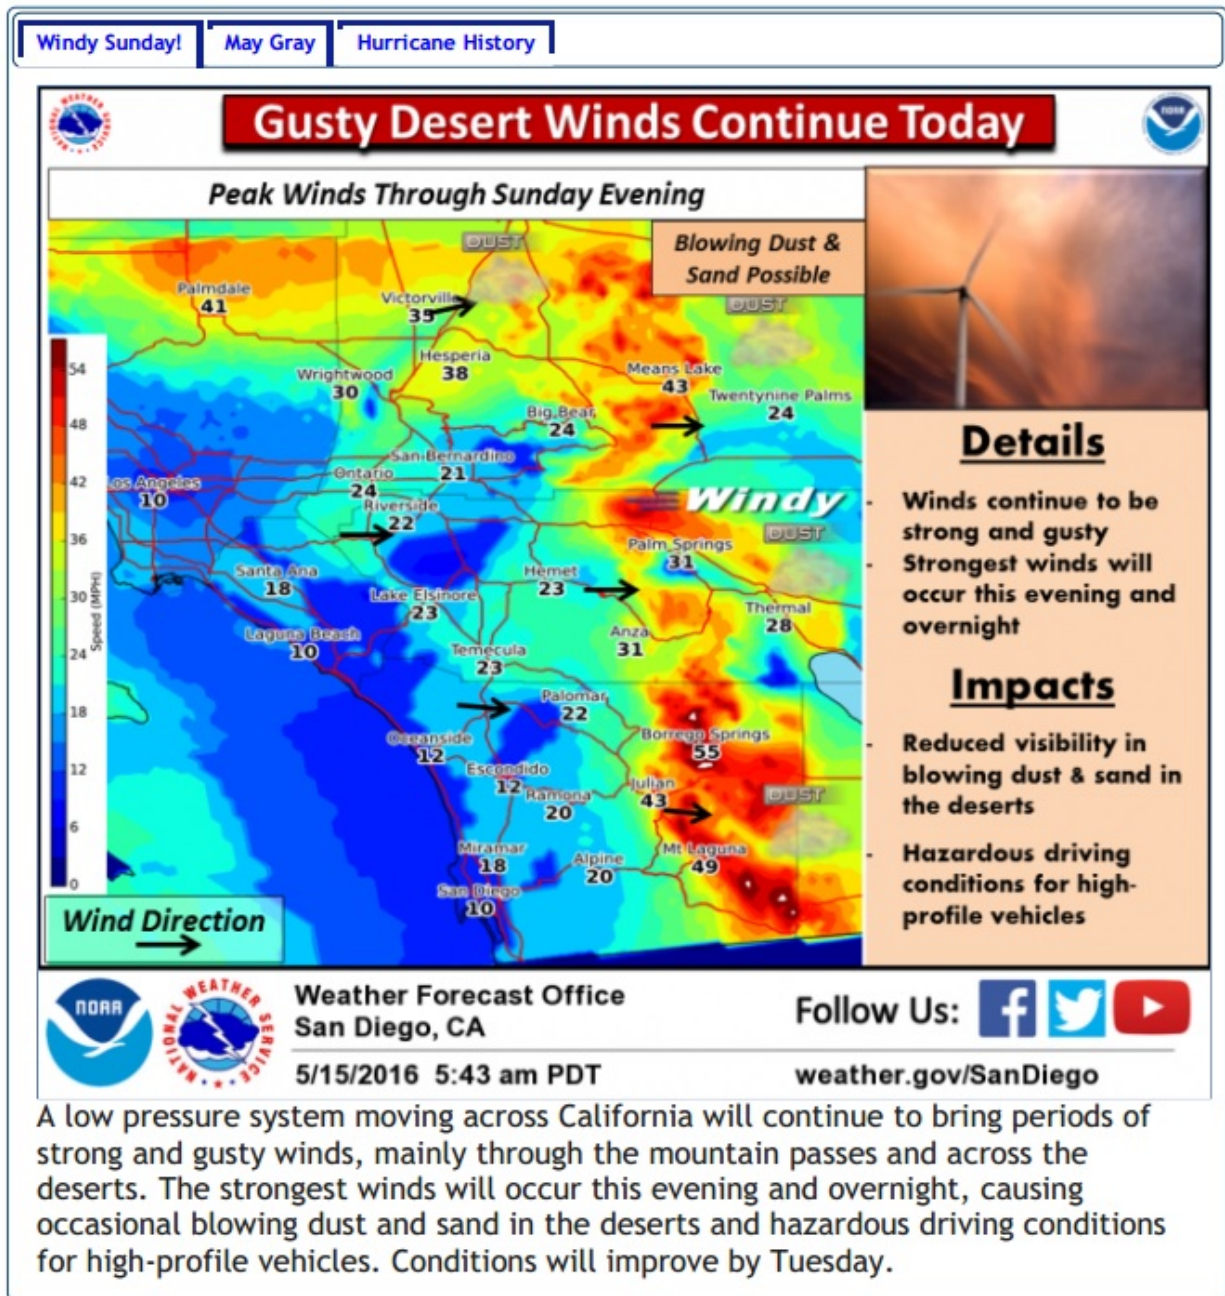 Windy Sunday!
May Gray
Hurricane History
Gusty Desert Winds Continue Today
NOAA
Peak Winds Through Sunday Evening
Blowing Dust &
Sand Possible
DUST
DUST
Palmdale
41
Victorville
35
Hesperia
38
Wrightwood
30
Means Lake
43
Twentynine Palms
24
Big Bear
24
San Bernardino
21
Ontario
24
Los Angeles
10
Riverside
22
Windy
DUST
Palm Springs
31
Santa Ana
18
Hemet
23
Lake Elsinore
23
Thermal
28
Laguna Beach
10
Anza
31
Temecula
23
Palomar
22
Oceanside
12
Borrego Springs
55
Escondido
12
Ramona
20
Julian
43
DUST
Miramar
18
Alpine
20
Mt Laguna
49
San Diego
10
54
48
42
36
30
24
18
12
6
0
Speed (MPH)
Wind Direction
Details
- Winds continue to be
strong and gusty
- Strongest winds will
occur this evening and
overnight
Impacts
- Reduced visibility in
blowing dust & sand in
the deserts
- Hazardous driving
conditions for high-
profile vehicles
NOAA
NATIONAL WEATHER SERVICE
Weather Forecast Office
San Diego, CA
5/15/2016 5:43 am PDT
Follow Us:
weather.gov/SanDiego
A low pressure system moving across California will continue to bring periods of
strong and gusty winds, mainly through the mountain passes and across the
deserts. The strongest winds will occur this evening and overnight, causing
occasional blowing dust and sand in the deserts and hazardous driving conditions
for high-profile vehicles. Conditions will improve by Tuesday.